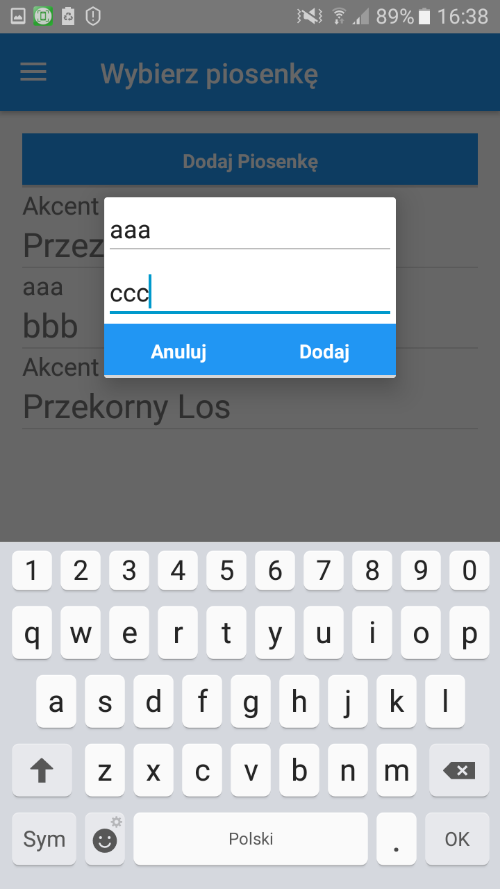 89% 16:38
Wybierz piosenkę
Dodaj Piosenkę
Akcent
aaa
Przez
ccc
aaa
bbb
Anuluj Dodaj
Akcent
Przekorny Los
1 2 3 4 5 6 7 8 9 0
q w e r t y u i o p
a s d f g h j k l
z x c v b n m
Sym Polski . OK